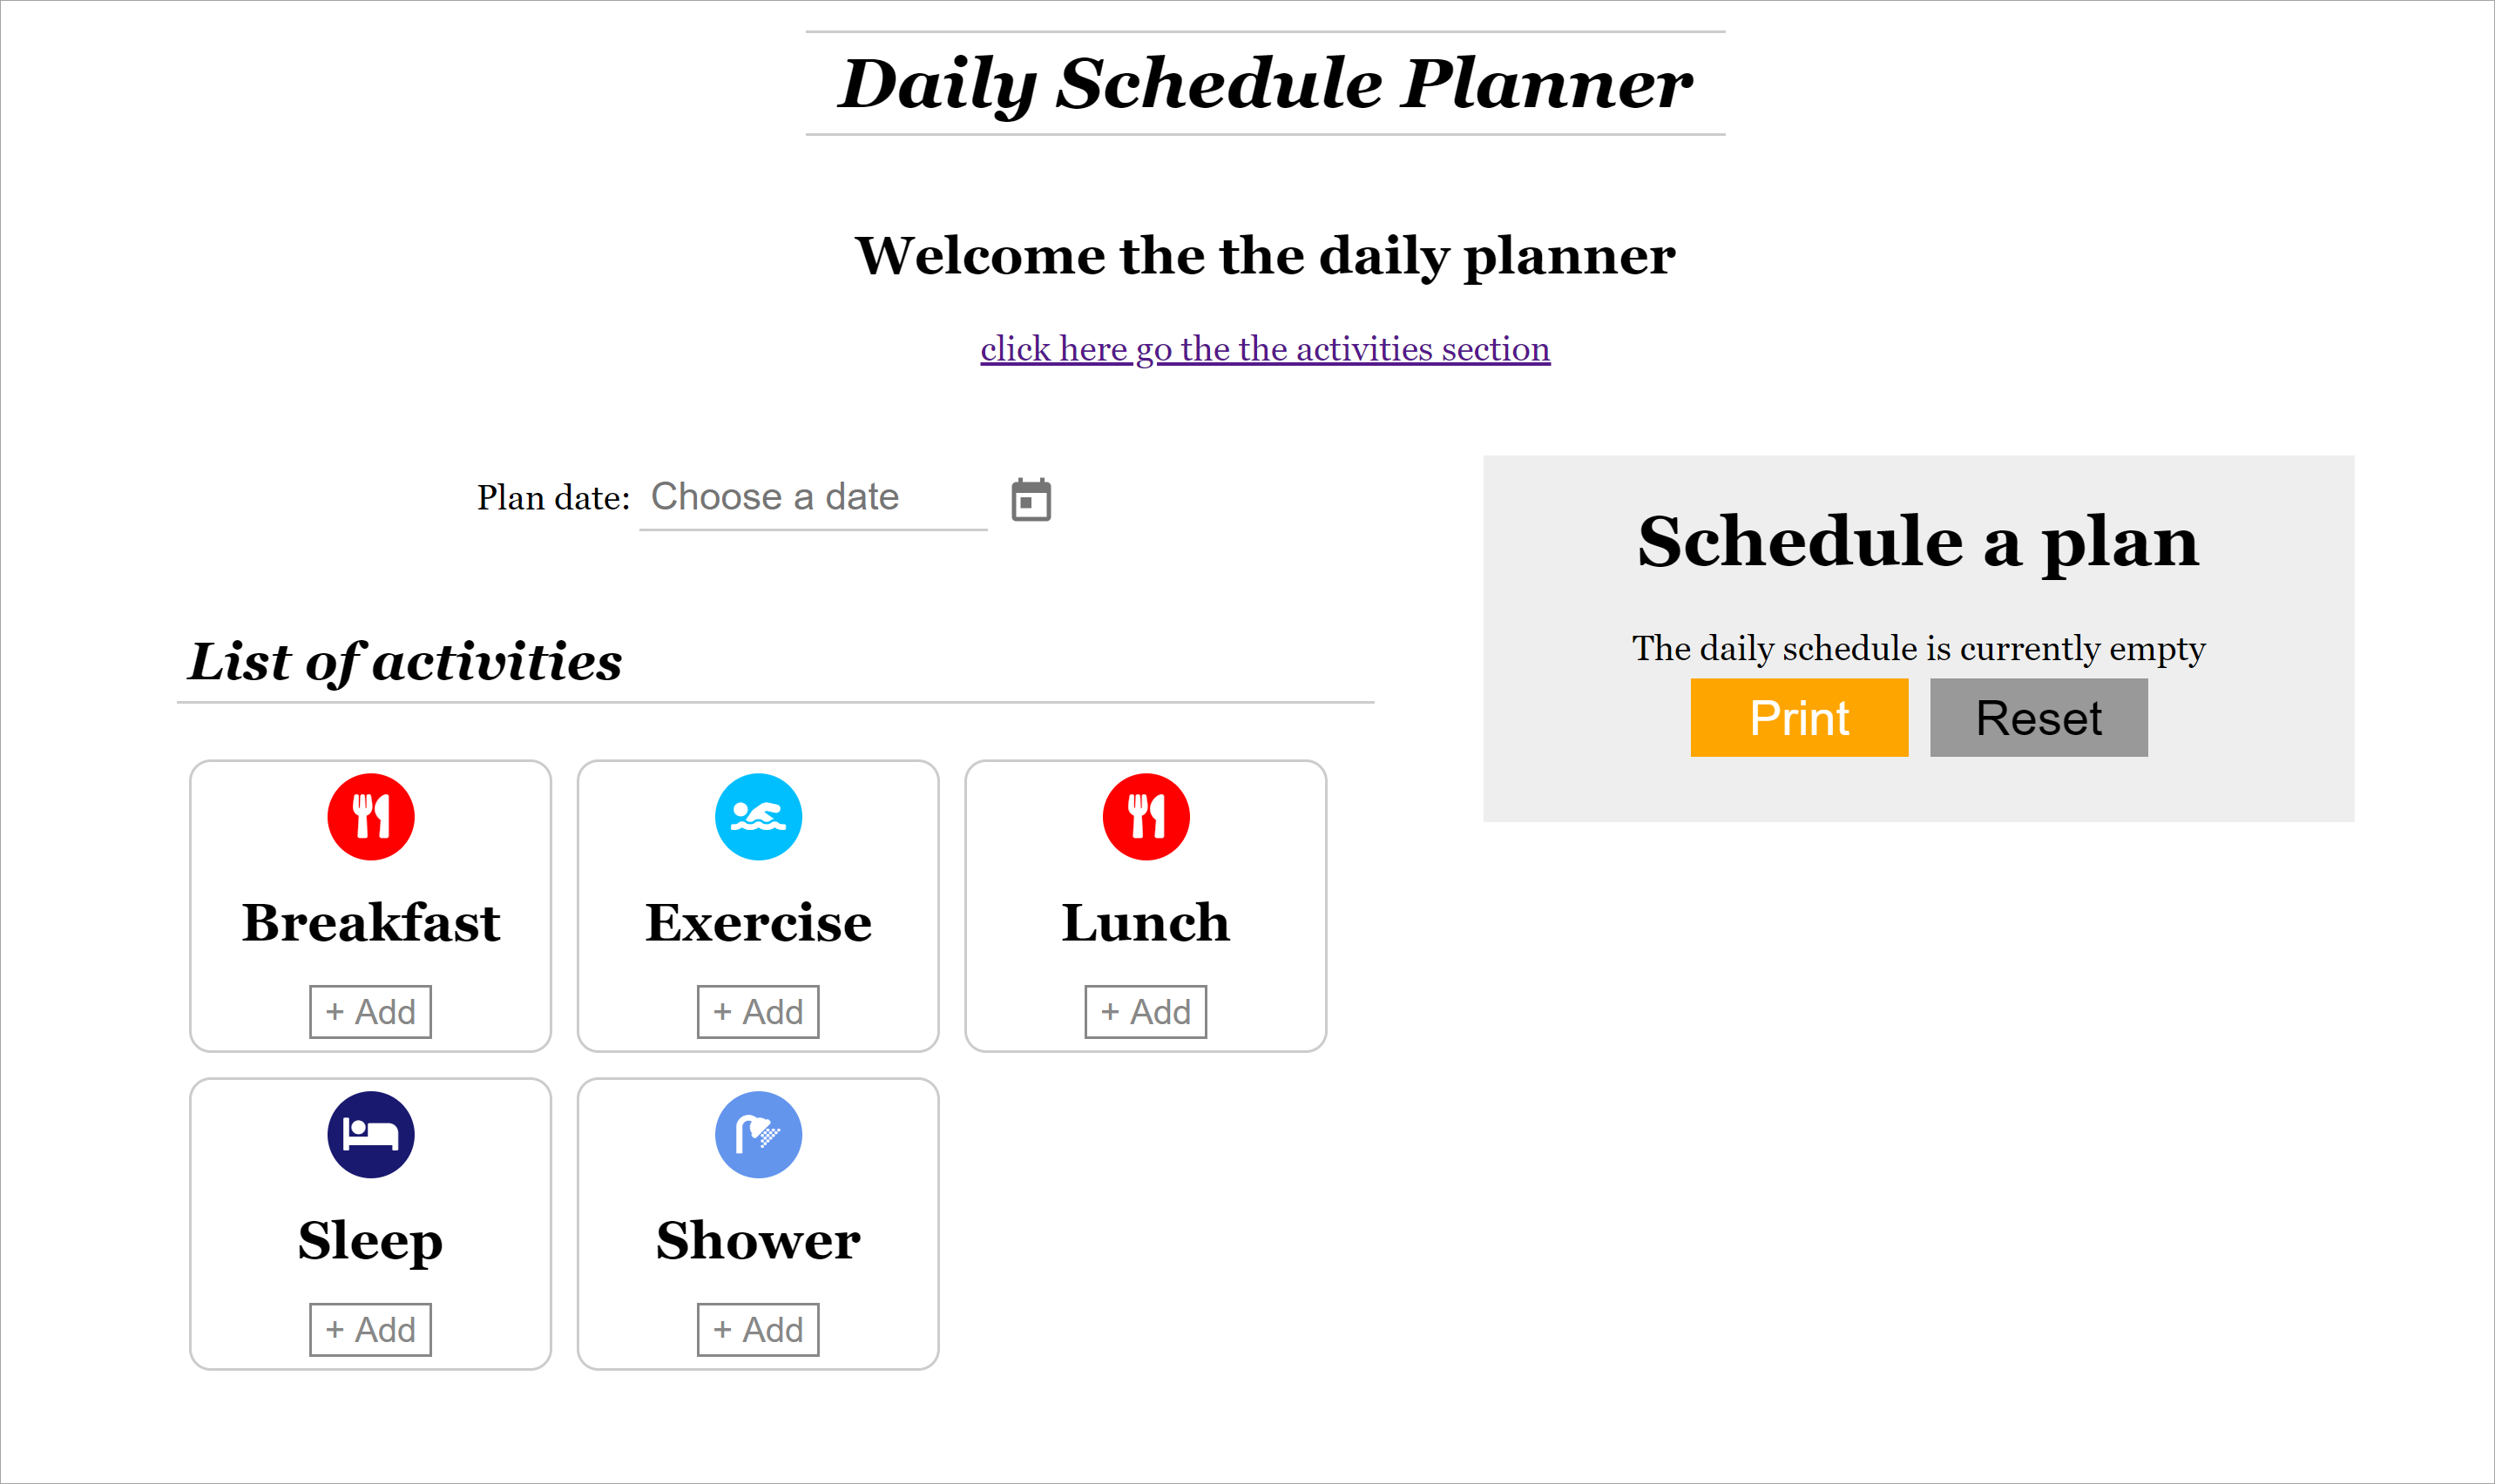 Daily Schedule Planner
Welcome the the daily planner
click here go the the activities section
Plan date: Choose a date
List of activities
Breakfast
+ Add
Exercise
+ Add
Lunch
+ Add
Sleep
+ Add
Shower
+ Add
Schedule a plan
The daily schedule is currently empty
Print
Reset